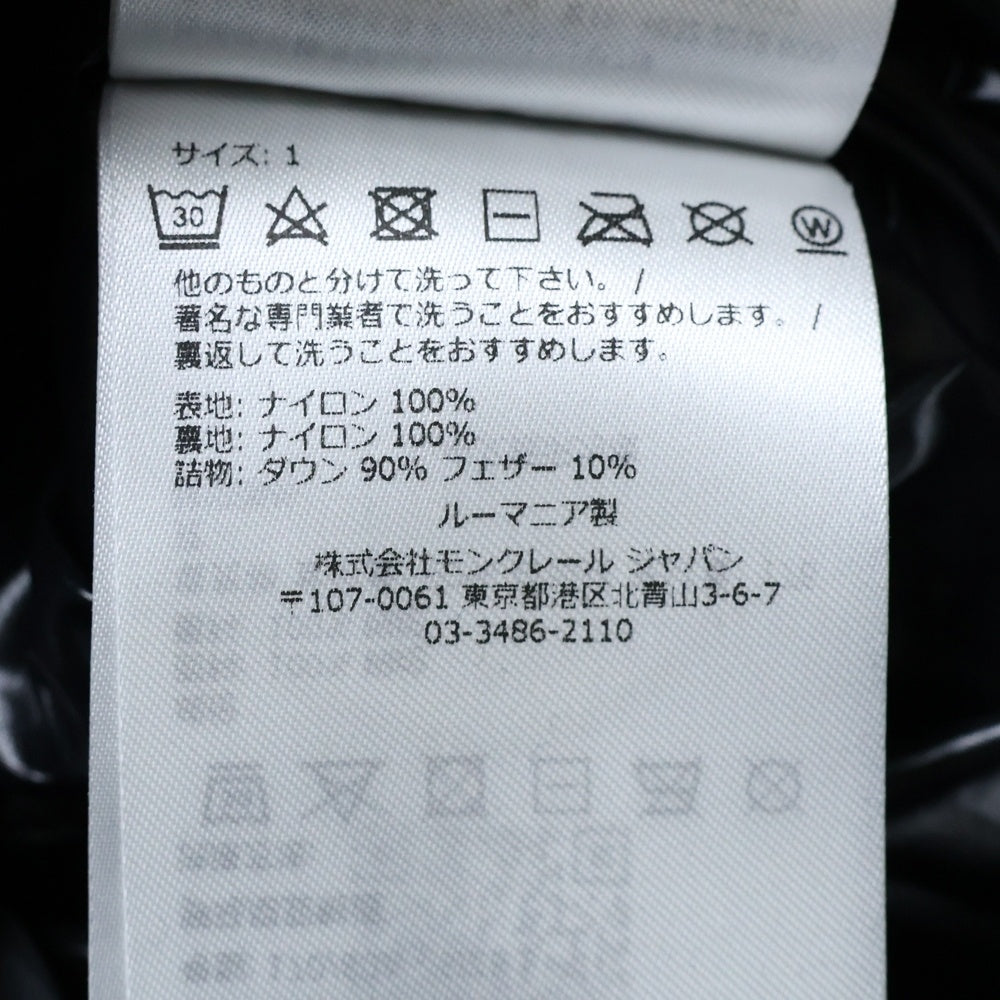 サイズ: 1
30 W
他のものと分けて洗って下さい。 /
著名な専門業者で洗うことをおすすめします。 /
裏返して洗うことをおすすめします。
表地: ナイロン 100%
裏地: ナイロン 100%
詰物: ダウン 90% フェザー 10%
ルーマニア製
株式会社モンクレール ジャパン
〒107-0061 東京都港区北青山3-6-7
03-3486-2110